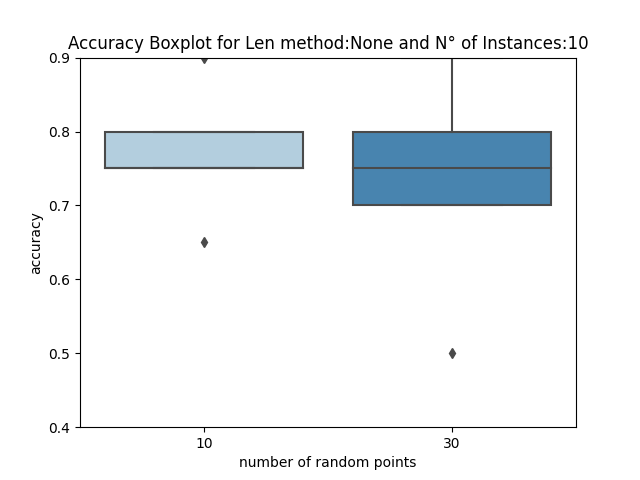 Accuracy Boxplot for Len method:None and N° of Instances:10
0.9
0.8
0.7
0.6
0.5
0.4
accuracy
10 30
number of random points